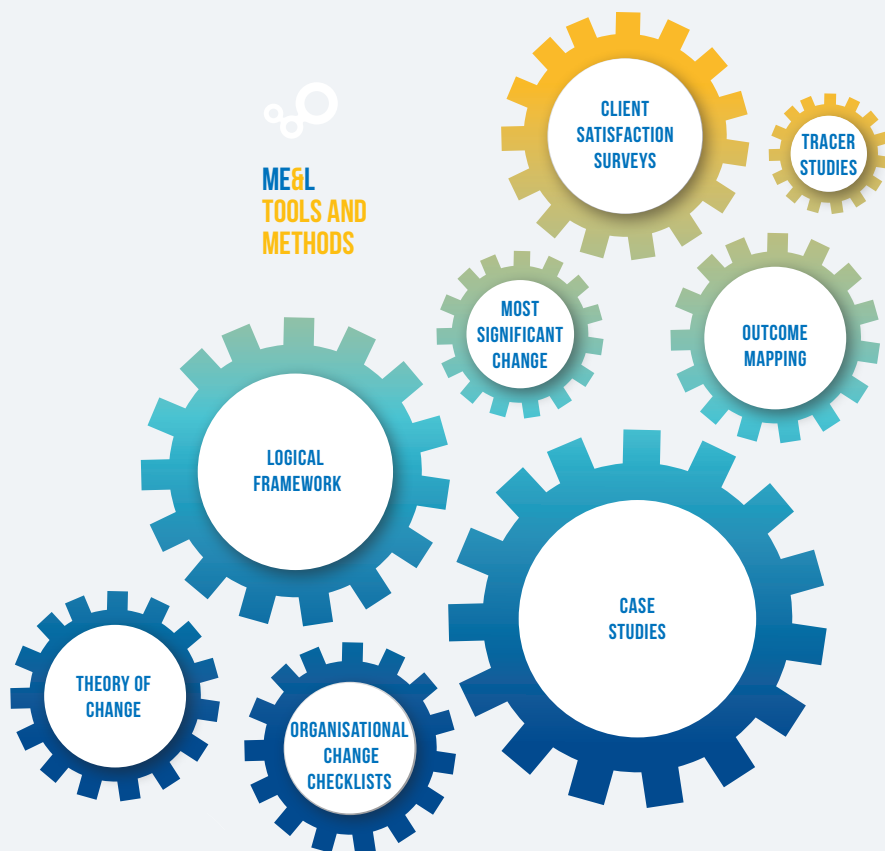 ME&L
TOOLS AND
METHODS
CLIENT
SATISFACTION
SURVEYS
TRACER
STUDIES
MOST
SIGNIFICANT
CHANGE
OUTCOME
MAPPING
LOGICAL
FRAMEWORK
CASE
STUDIES
THEORY OF
CHANGE
ORGANISATIONAL
CHANGE
CHECKLISTS